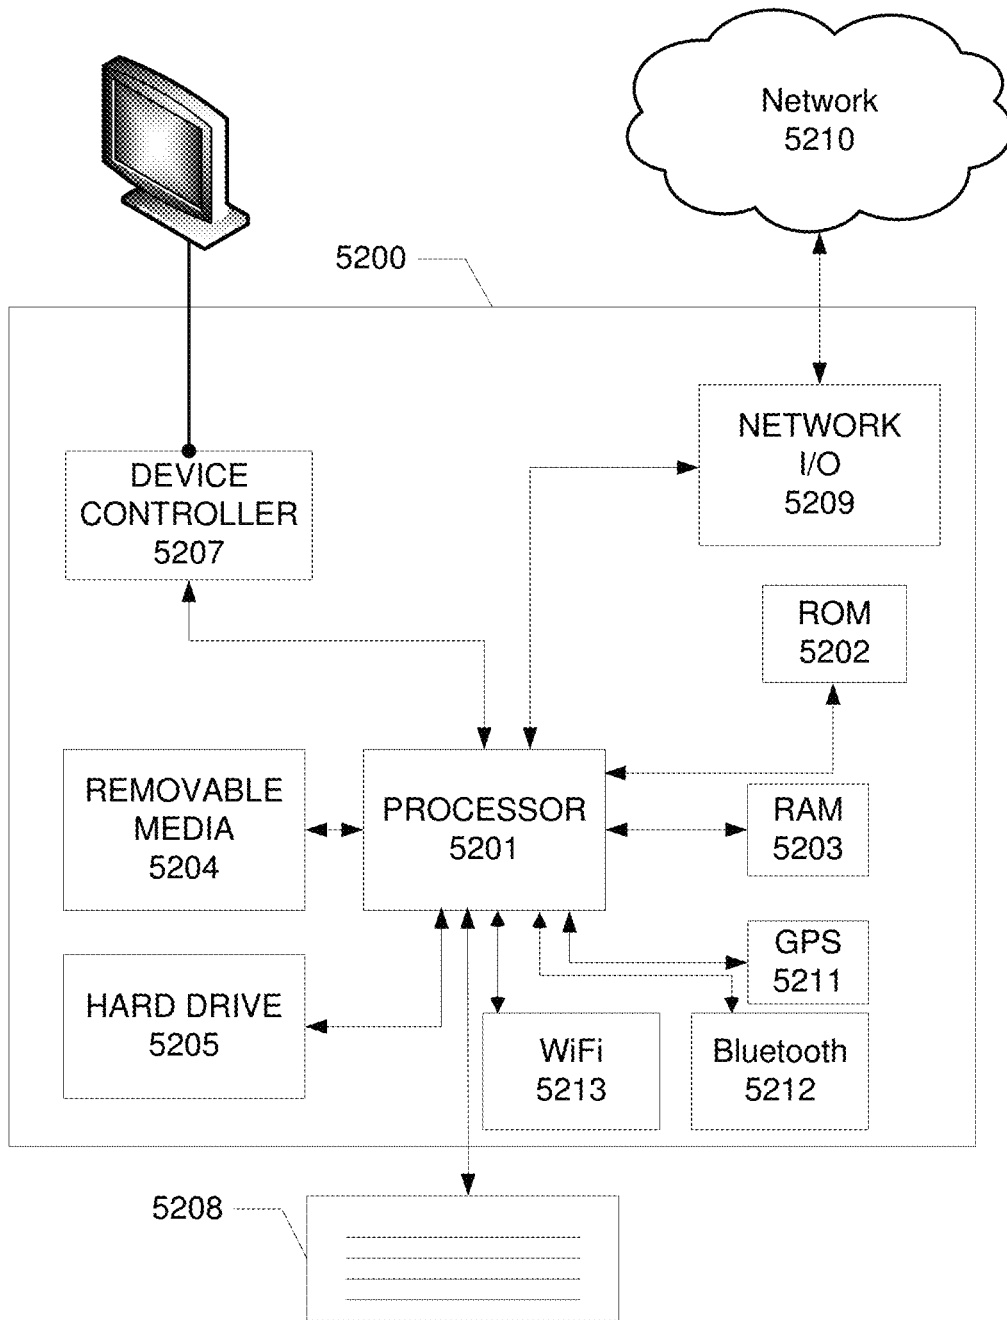 Network
5210
5200
NETWORK
I/O
5209
DEVICE
CONTROLLER
5207
ROM
5202
REMOVABLE
MEDIA
5204
PROCESSOR
5201
RAM
5203
GPS
5211
HARD DRIVE
5205
WiFi
5213
Bluetooth
5212
5208